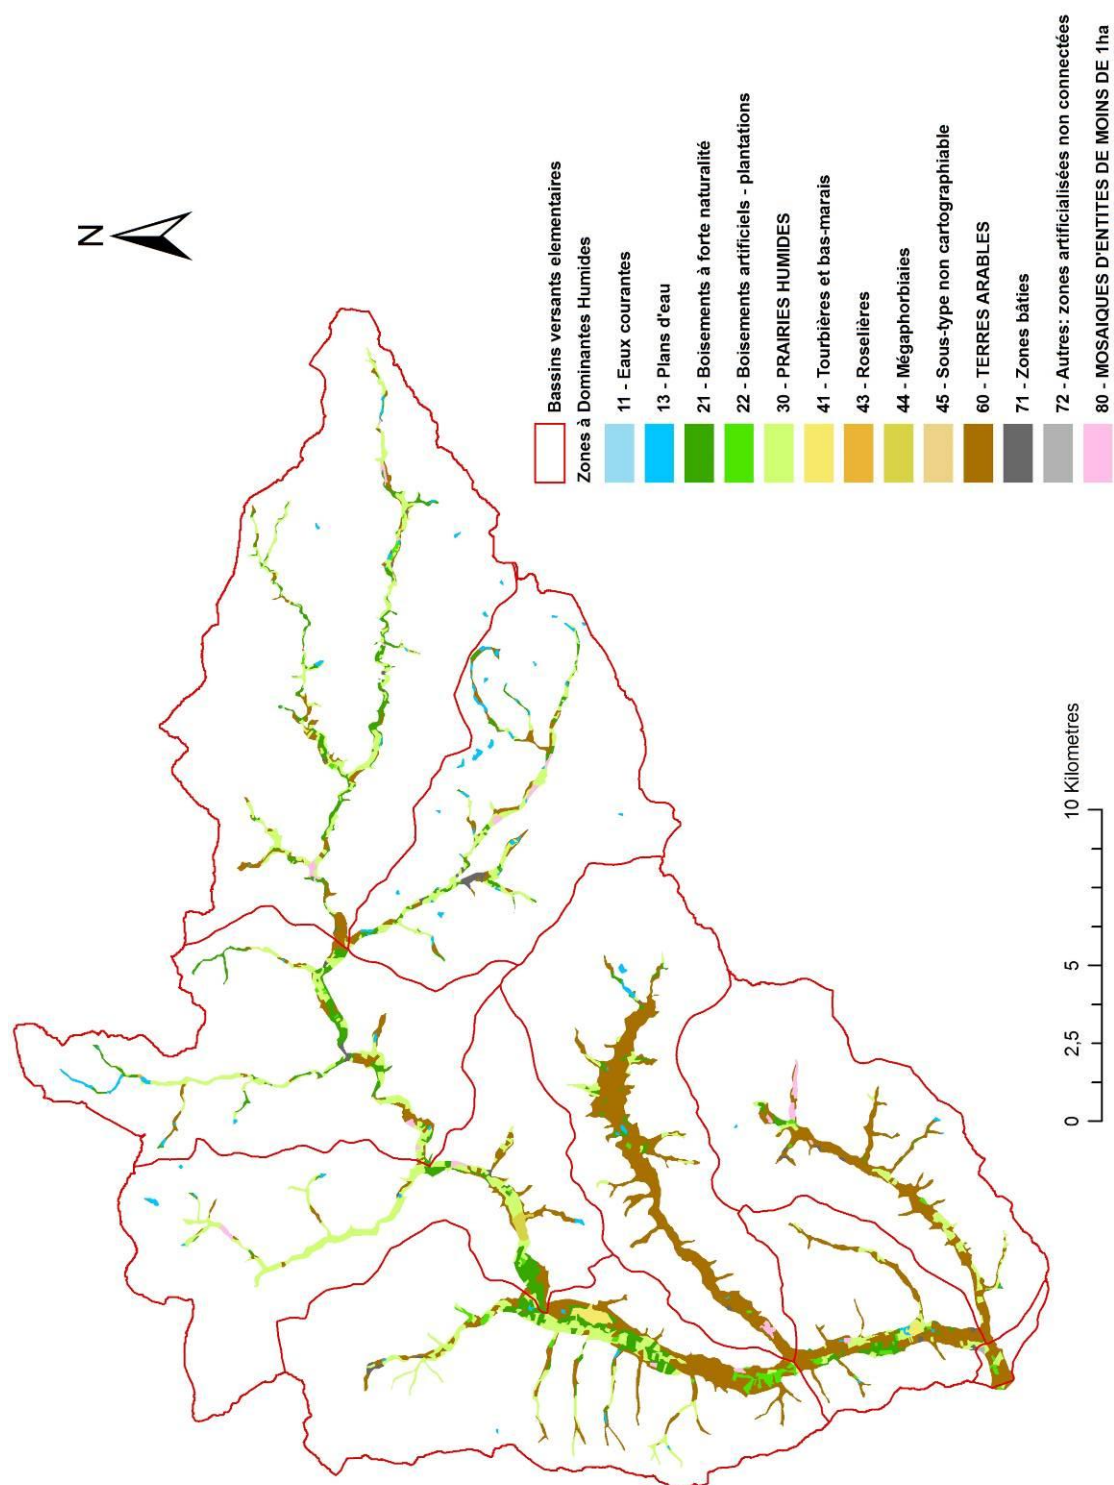 N
Bassins versants elementaires
Zones à Dominantes Humides
11 - Eaux courantes
13 - Plans d'eau
21 - Boisements à forte naturalité
22 - Boisements artificiels - plantations
30 - PRAIRIES HUMIDES
41 - Tourbières et bas-marais
43 - Roselières
44 - Mégaphorbiaies
45 - Sous-type non cartographiable
60 - TERRES ARABLES
71 - Zones bâties
72 - Autres: zones artificialisées non connectées
80 - MOSAIQUES D'ENTITES DE MOINS DE 1ha
0 2,5 5 10 Kilometres